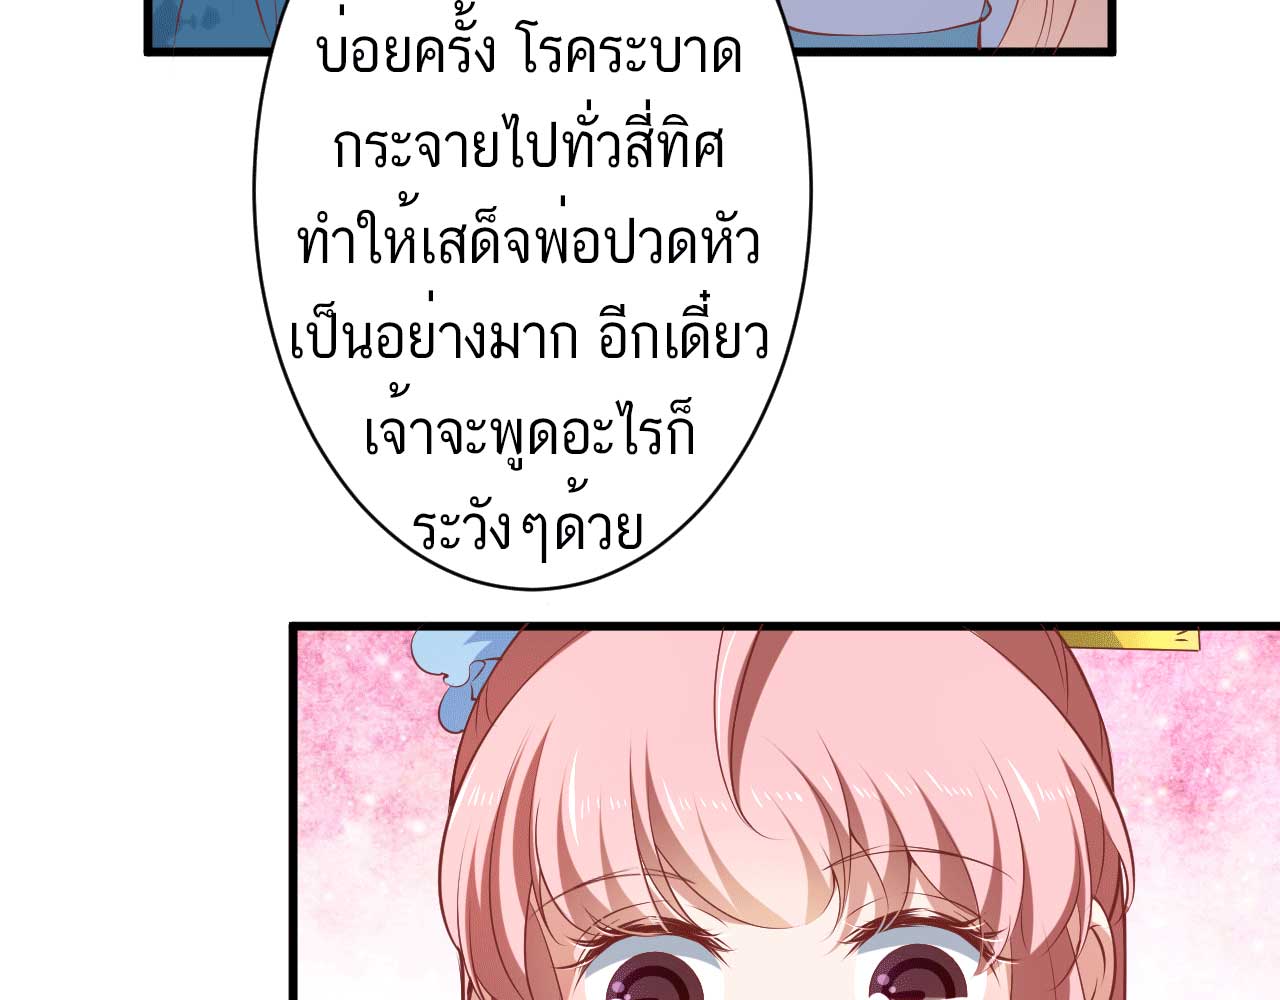 บ่อยครั้ง โรคระบาด
กระจายไปทั่วสี่ทิศ
ทำให้เสด็จพ่อปวดหัว
เป็นอย่างมาก อีกเดี๋ยว
เจ้าจะพูดอะไรก็
ระวังๆด้วย